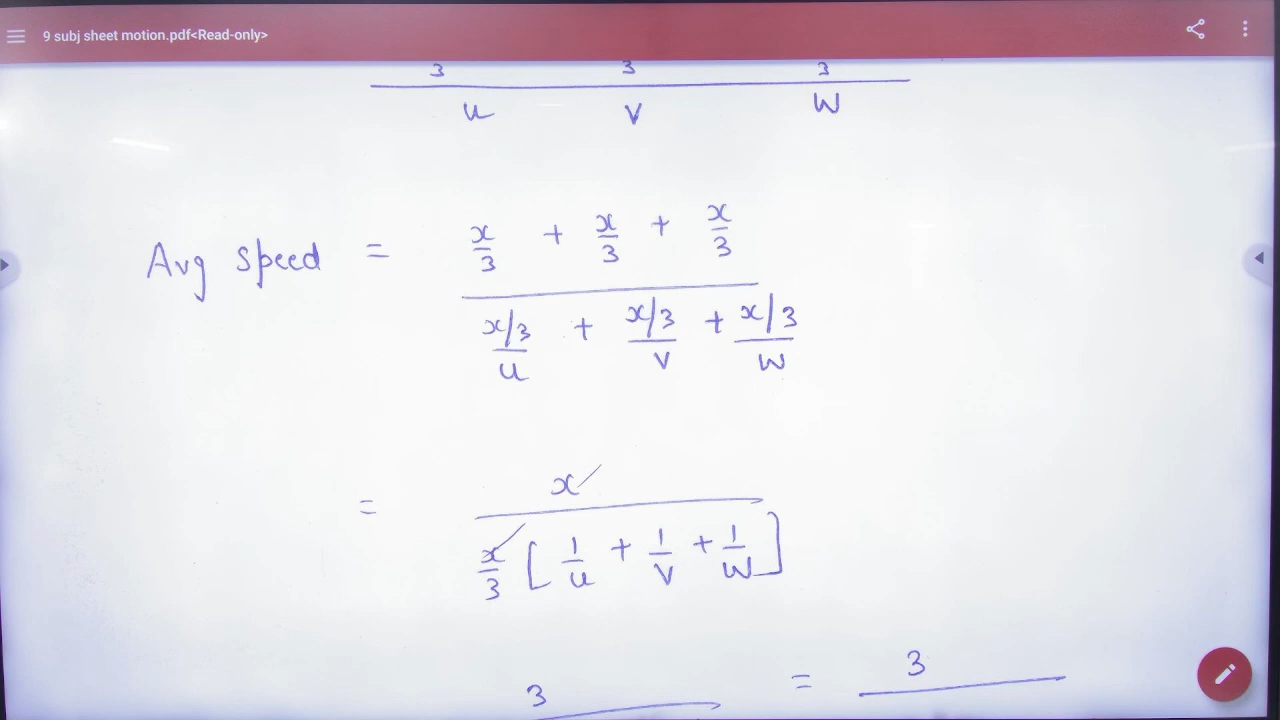 9 subj sheet motion.pdf<Read-only>
3 3 3
u v w
Avg speed = x/3 + x/3 + x/3
x/3 + x/3 + x/3
u v w
= x
x/3 [ 1/u + 1/v + 1/w ]
3 = 3